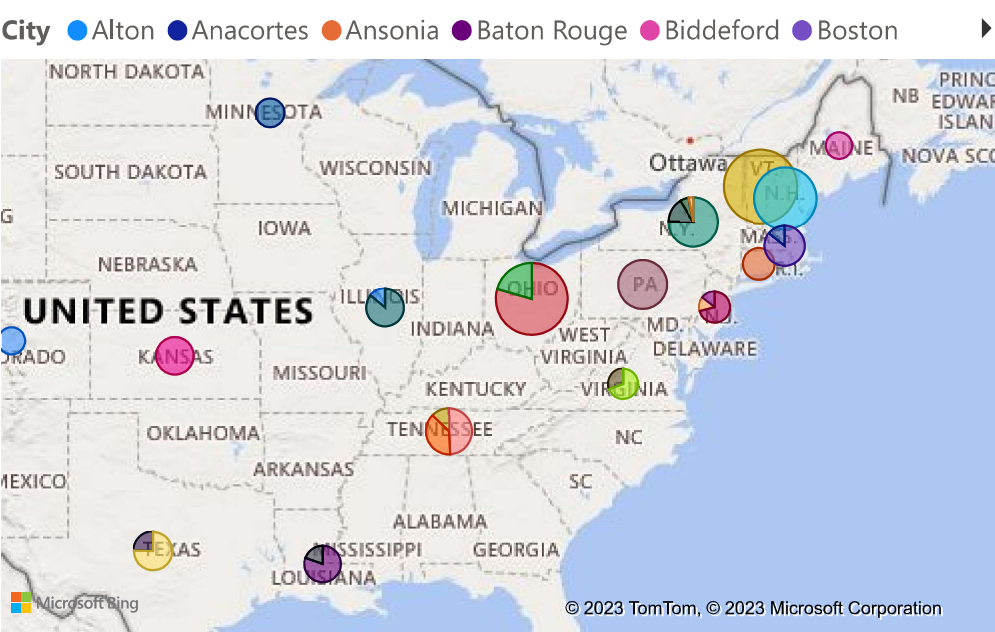 City Alton Anacortes Ansonia Baton Rouge Biddeford Boston
NORTH DAKOTA
PRINC
NB EDWAR
ISLAN
MINNESOTA
MAINE
NOVA SCO
Ottawa
WISCONSIN
SOUTH DAKOTA
VT.
N.H.
MICHIGAN
G
IOWA
N.Y.
MASS.
NEBRASKA
R.I.
UNITED STATES
ILLINOIS
OHIO
PA
INDIANA
MD.
N.J.
WEST
VIRGINIA
DELAWARE
ORADO
KANSAS
MISSOURI
KENTUCKY
VIRGINIA
TENNESSEE
NC
OKLAHOMA
ARKANSAS
MEXICO
SC
ALABAMA
TEXAS
MISSISSIPPI
GEORGIA
LOUISIANA
Microsoft Bing
© 2023 TomTom, © 2023 Microsoft Corporation